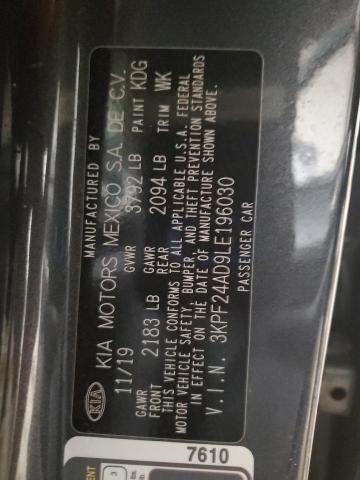 MANUFACTURED BY
KIA KIA MOTORS MEXICO S.A. DE C.V.
11/19 GVWR 3792 LB PAINT KDG
GAWR FRONT 2183 LB GAWR REAR 2094 LB TRIM WK
THIS VEHICLE CONFORMS TO ALL APPLICABLE U.S.A. FEDERAL
MOTOR VEHICLE SAFETY, BUMPER, AND THEFT PREVENTION STANDARDS
IN EFFECT ON THE DATE OF MANUFACTURE SHOWN ABOVE.
V.I.N. 3KPF24AD9LE196030
PASSENGER CAR
7610